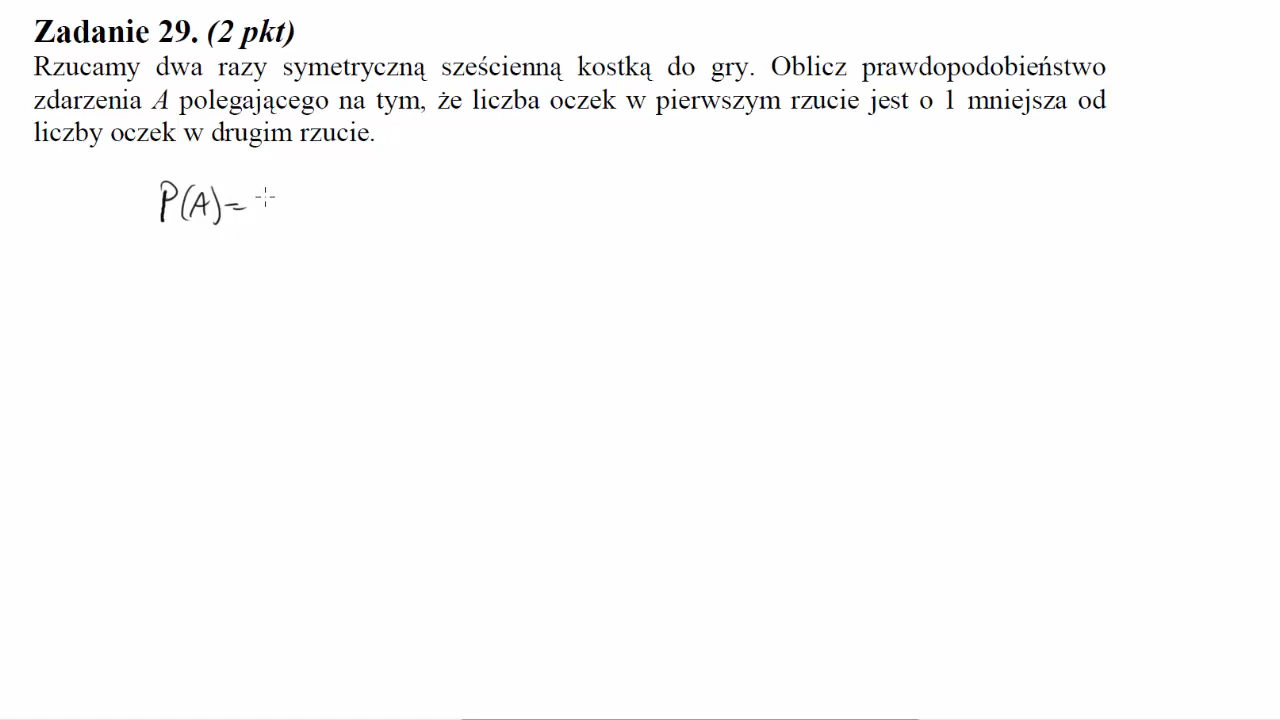 Zadanie 29. (2 pkt)
Rzucamy dwa razy symetryczną sześcienną kostką do gry. Oblicz prawdopodobieństwo
zdarzenia A polegającego na tym, że liczba oczek w pierwszym rzucie jest o 1 mniejsza od
liczby oczek w drugim rzucie.
P(A)=